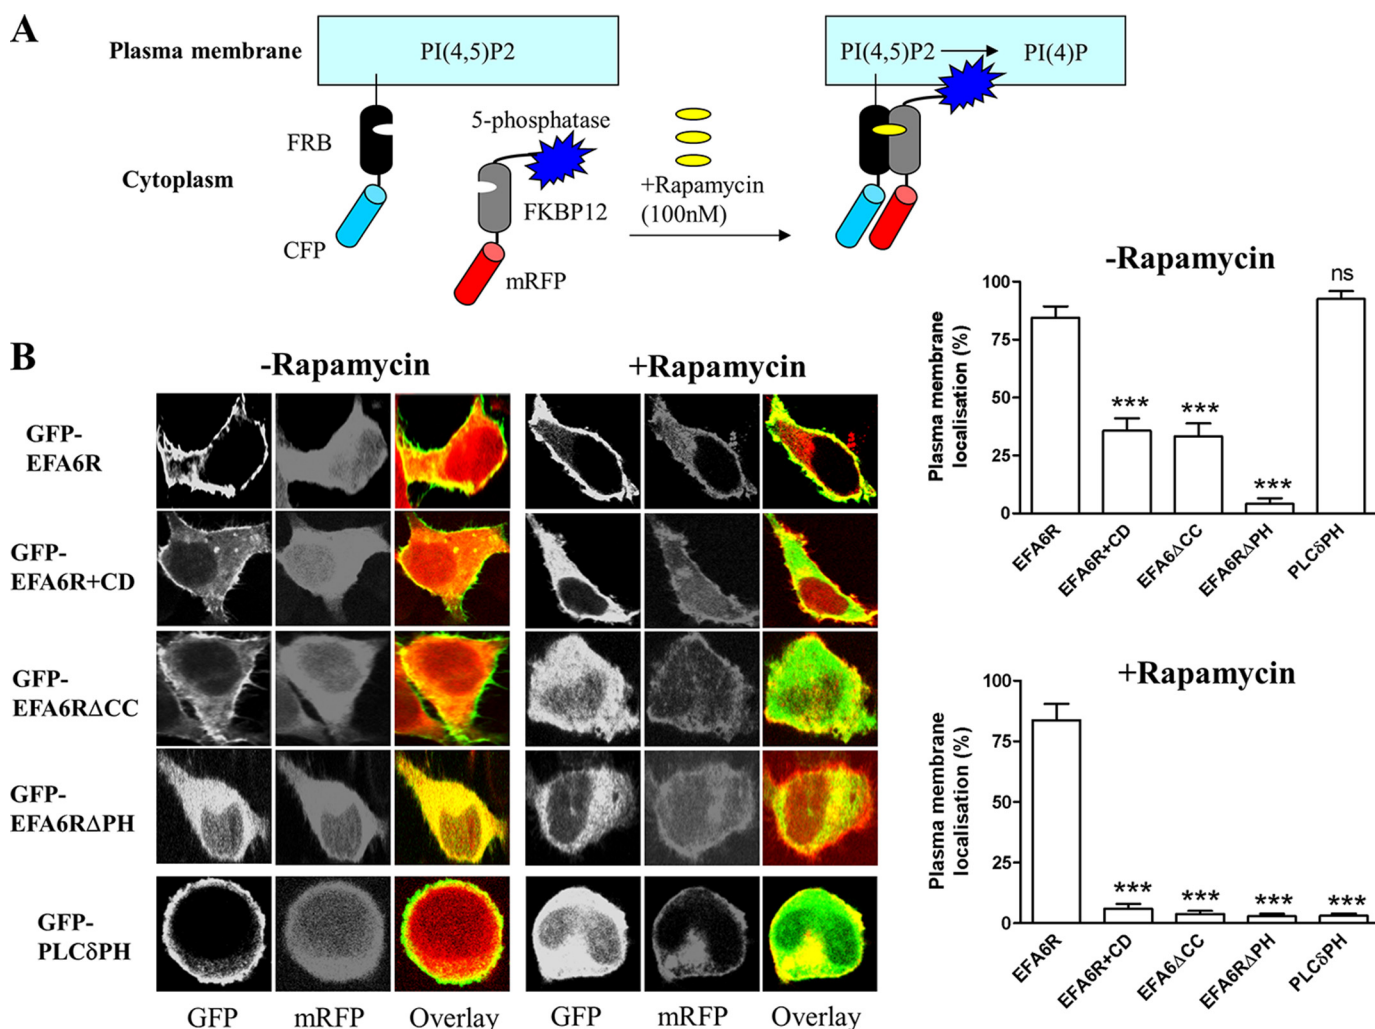 A
Plasma membrane
PI(4,5)P2
PI(4,5)P2
PI(4)P
FRB
5-phosphatase
Cytoplasm
+Rapamycin
(100nM)
FKBP12
CFP
mRFP
B
-Rapamycin
+Rapamycin
GFP-
EFA6R
GFP-
EFA6R+CD
GFP-
EFA6RΔCC
GFP-
EFA6RΔPH
GFP-
PLCδPH
GFP
mRFP
Overlay
GFP
mRFP
Overlay
-Rapamycin
Plasma membrane
localisation (%)
100
75
50
25
0
***
***
***
ns
EFA6R
EFA6R+CD
EFA6ΔCC
EFA6RΔPH
PLCδPH
+Rapamycin
Plasma membrane
localisation (%)
100
75
50
25
0
***
***
***
***
EFA6R
EFA6R+CD
EFA6ΔCC
EFA6RΔPH
PLCδPH